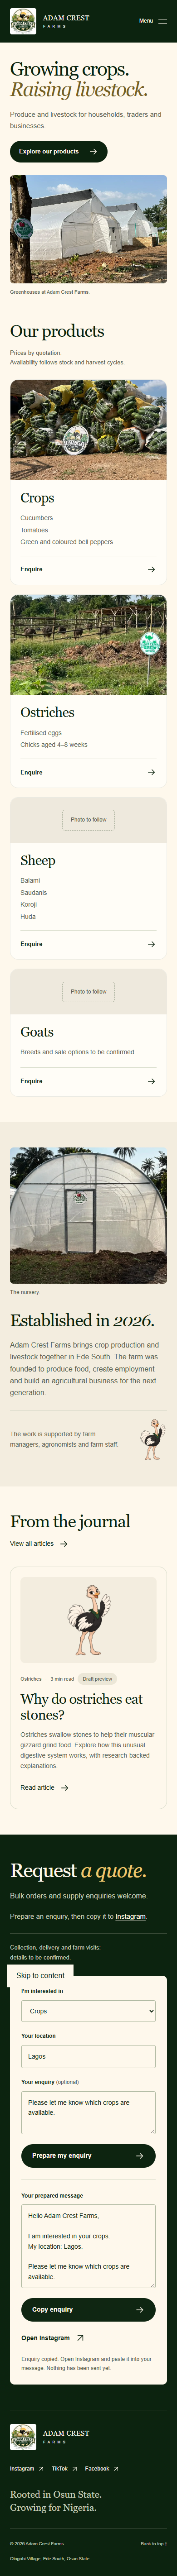 ADAM CREST
FARMS
Menu
Growing crops.
Raising livestock.
Produce and livestock for households, traders and
businesses.
Explore our products
Greenhouses at Adam Crest Farms.
Our products
Prices by quotation.
Availability follows stock and harvest cycles.
Crops
Cucumbers
Tomatoes
Green and coloured bell peppers
Enquire
Ostriches
Fertilised eggs
Chicks aged 4–8 weeks
Enquire
Photo to follow
Sheep
Balami
Saudanis
Koroji
Huda
Enquire
Photo to follow
Goats
Breeds and sale options to be confirmed.
Enquire
The nursery.
Established in 2026.
Adam Crest Farms brings crop production and
livestock together in Ede South. The farm was
founded to produce food, create employment
and build an agricultural business for the next
generation.
The work is supported by farm
managers, agronomists and farm staff.
From the journal
View all articles
Ostriches · 3 min read Draft preview
Why do ostriches eat
stones?
Ostriches swallow stones to help their muscular
gizzard grind food. Explore how this unusual
digestive system works, with research-backed
explanations.
Read article
Request a quote.
Bulk orders and supply enquiries welcome.
Prepare an enquiry, then copy it to Instagram.
Collection, delivery and farm visits:
details to be confirmed.
Skip to content
I'm interested in
Crops
Your location
Lagos
Your enquiry (optional)
Please let me know which crops are
available.
Prepare my enquiry
Your prepared message
Hello Adam Crest Farms,
I am interested in your crops.
My location: Lagos.
Please let me know which crops are
available.
Copy enquiry
Open Instagram
Enquiry copied. Open Instagram and paste it into your
message. Nothing has been sent yet.
ADAM CREST
FARMS
Instagram
TikTok
Facebook
Rooted in Osun State.
Growing for Nigeria.
© 2026 Adam Crest Farms
Back to top ↑
Ologobi Village, Ede South, Osun State